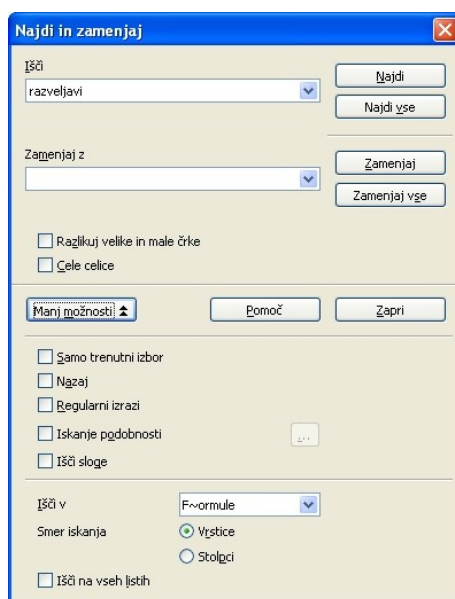 Najdi in zamenjaj
Išči
razveljavi
Najdi
Najdi vse
Zamenjaj z
Zamenjaj
Zamenjaj vse
Razlikuj velike in male črke
Cele celice
Manj možnosti
Pomoč
Zapri
Samo trenutni izbor
Nazaj
Regularni izrazi
Iskanje podobnosti
...
Išči sloge
Išči v
F~ormule
Smer iskanja
Vrstice
Stolpci
Išči na vseh listih